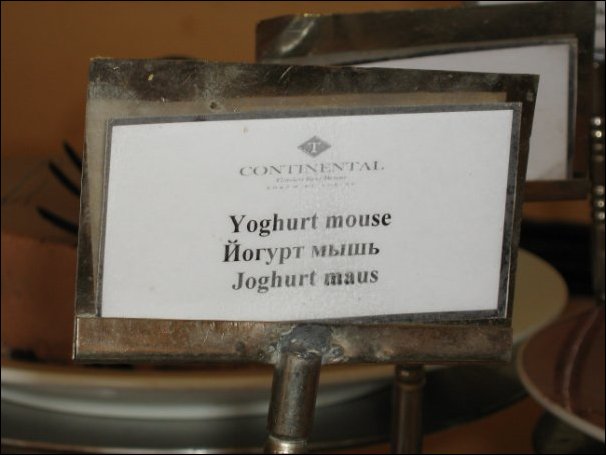 T
CONTINENTAL
Yoghurt mouse
Йогурт мышь
Joghurt maus